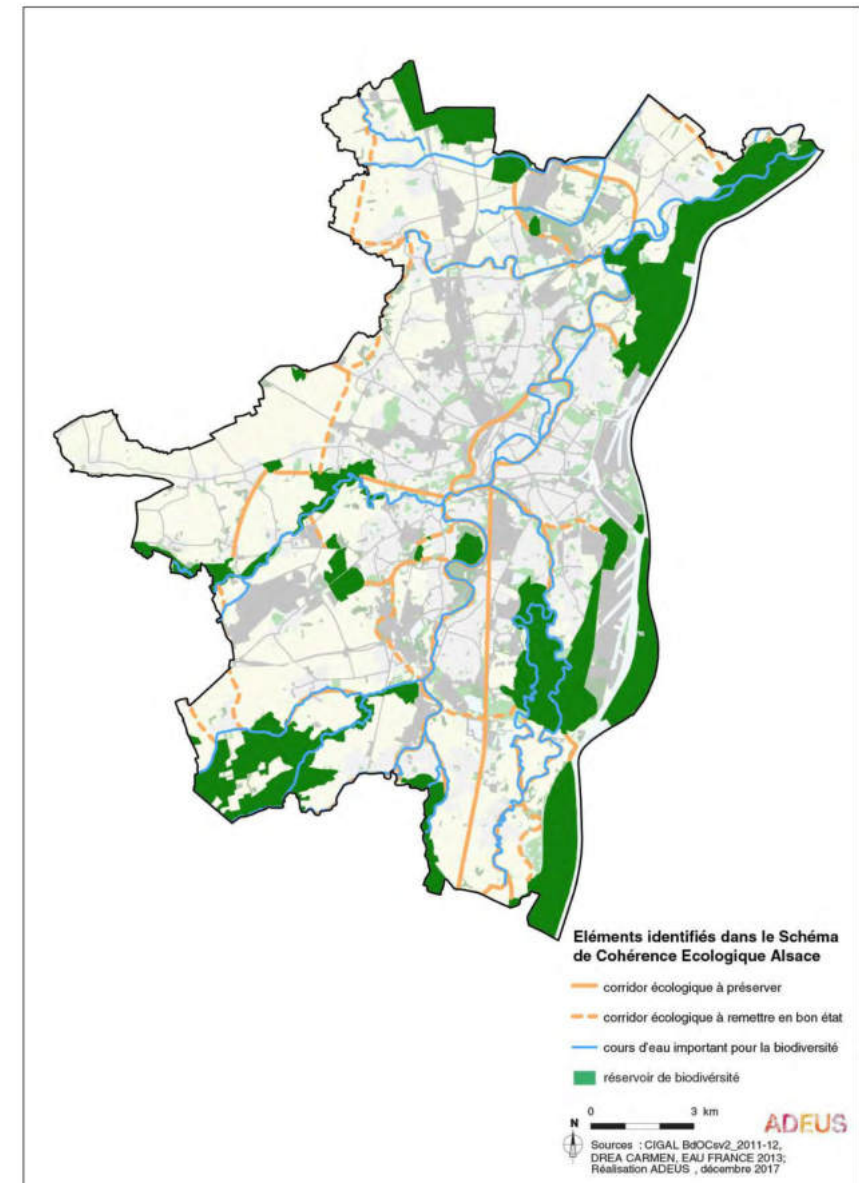 Eléments identifiés dans le Schéma
de Cohérence Ecologique Alsace
corridor écologique à préserver
corridor écologique à remettre en bon état
cours d'eau important pour la biodiversité
réservoir de biodivérsité
0 3 km
N
ADEUS
Sources : CIGAL BdOCsv2_2011-12,
DREA CARMEN, EAU FRANCE 2013;
Réalisation ADEUS , décembre 2017